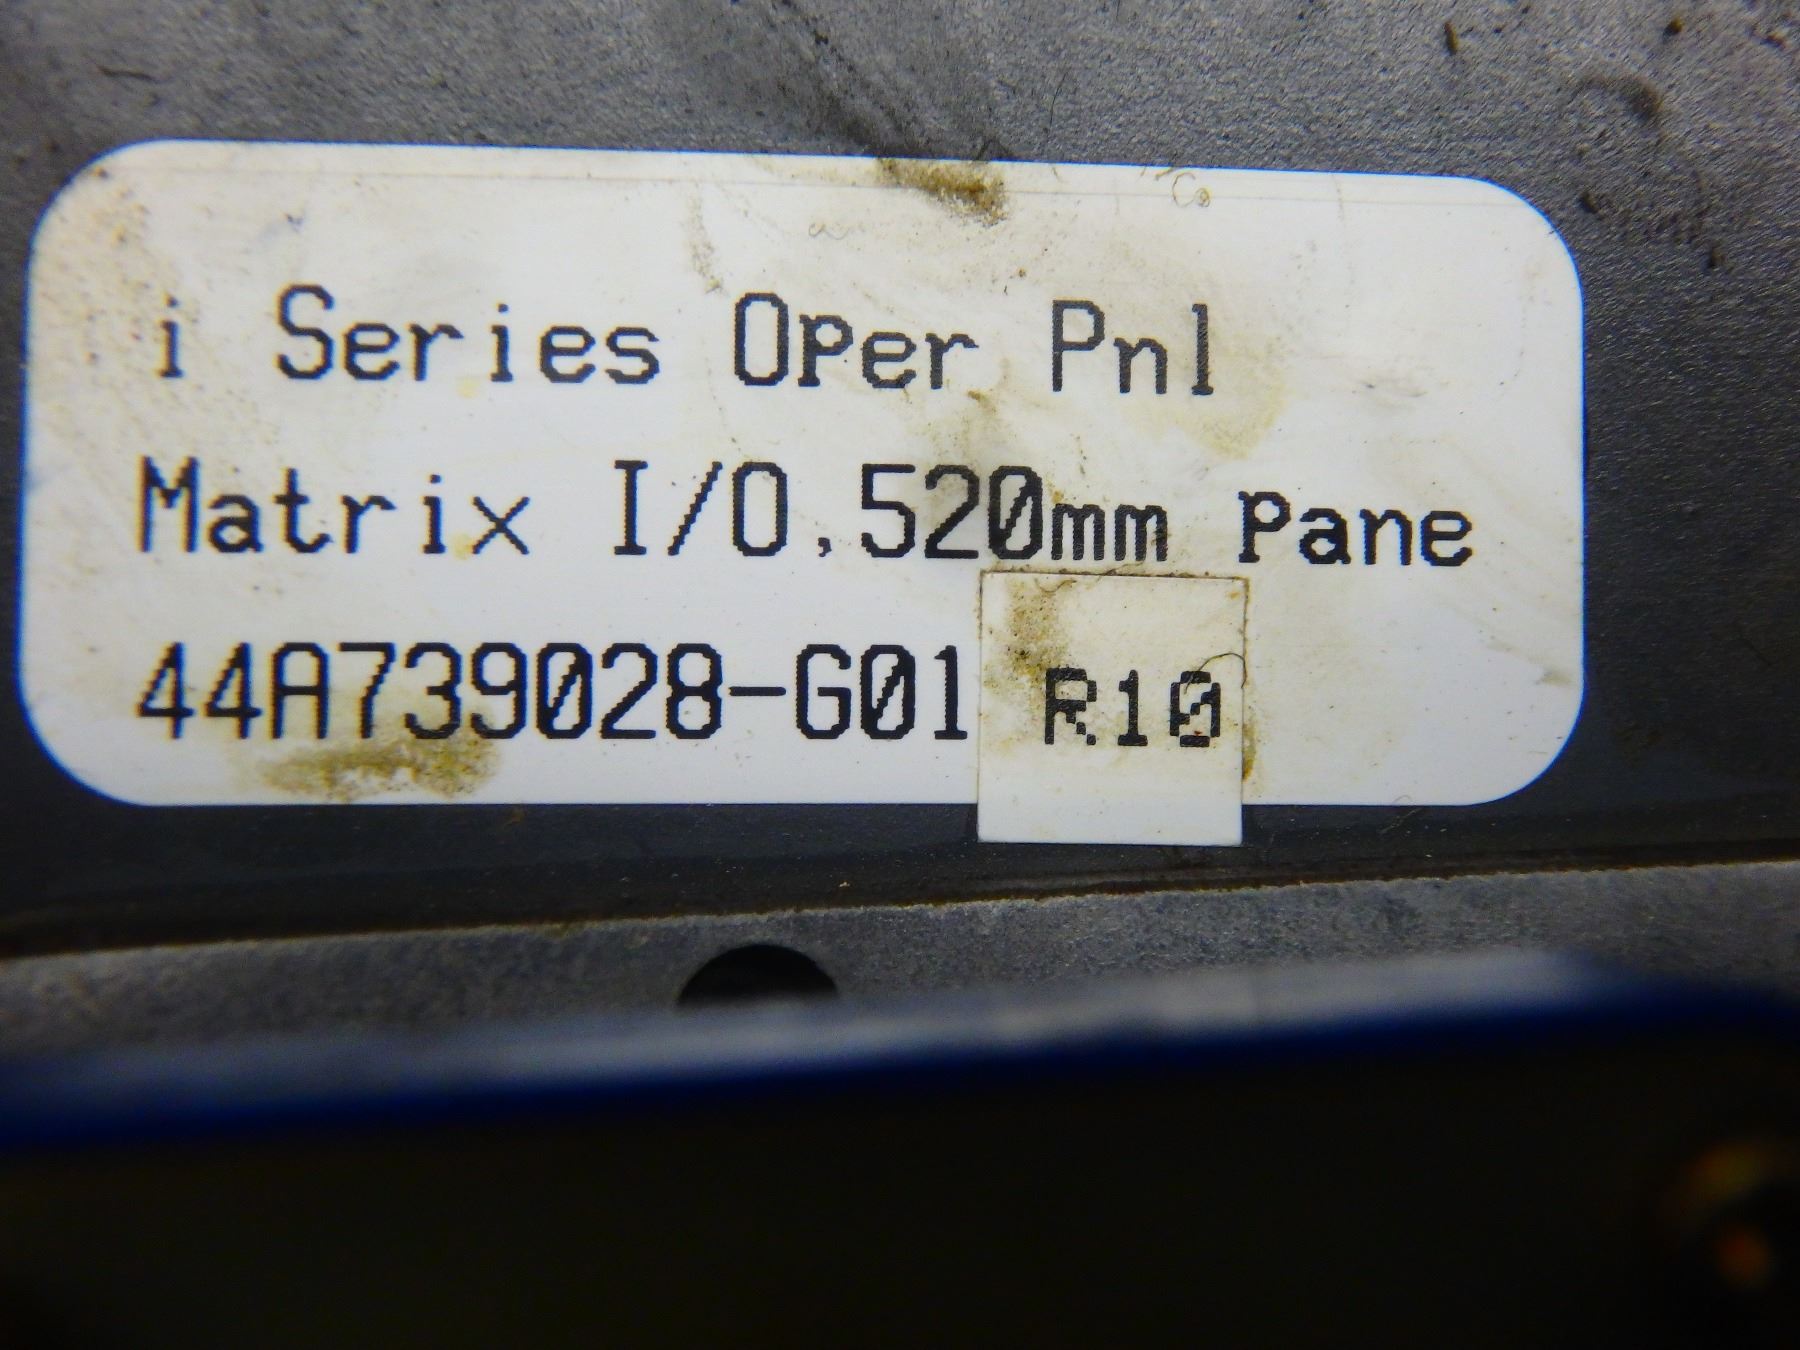 i Series Oper Pnl
Matrix I/O,520mm Pane
44A739028-G01 R10